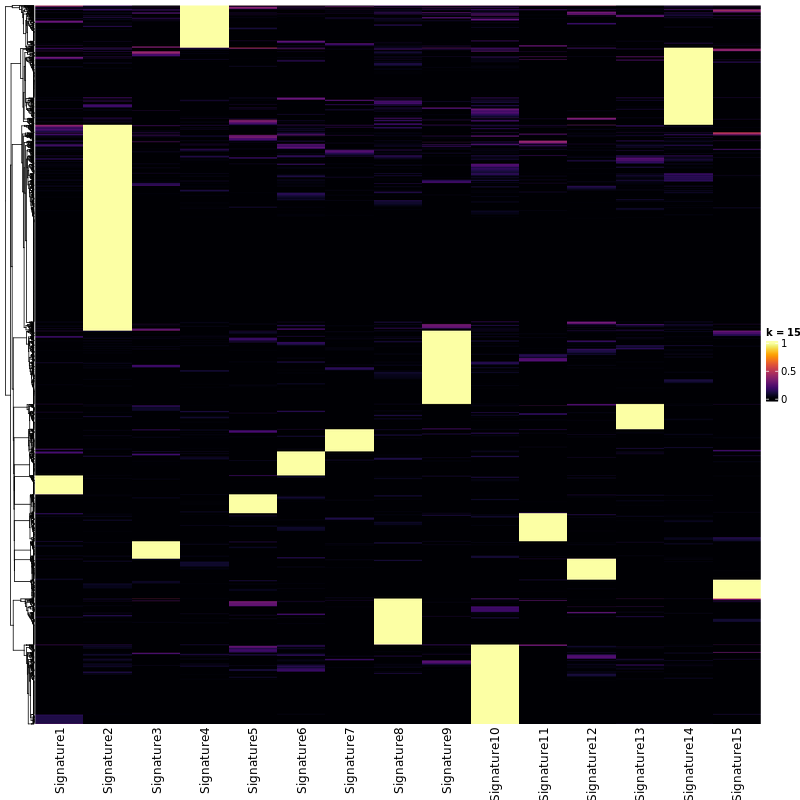 k = 15
1
0.5
0
Signature1
Signature2
Signature3
Signature4
Signature5
Signature6
Signature7
Signature8
Signature9
Signature10
Signature11
Signature12
Signature13
Signature14
Signature15